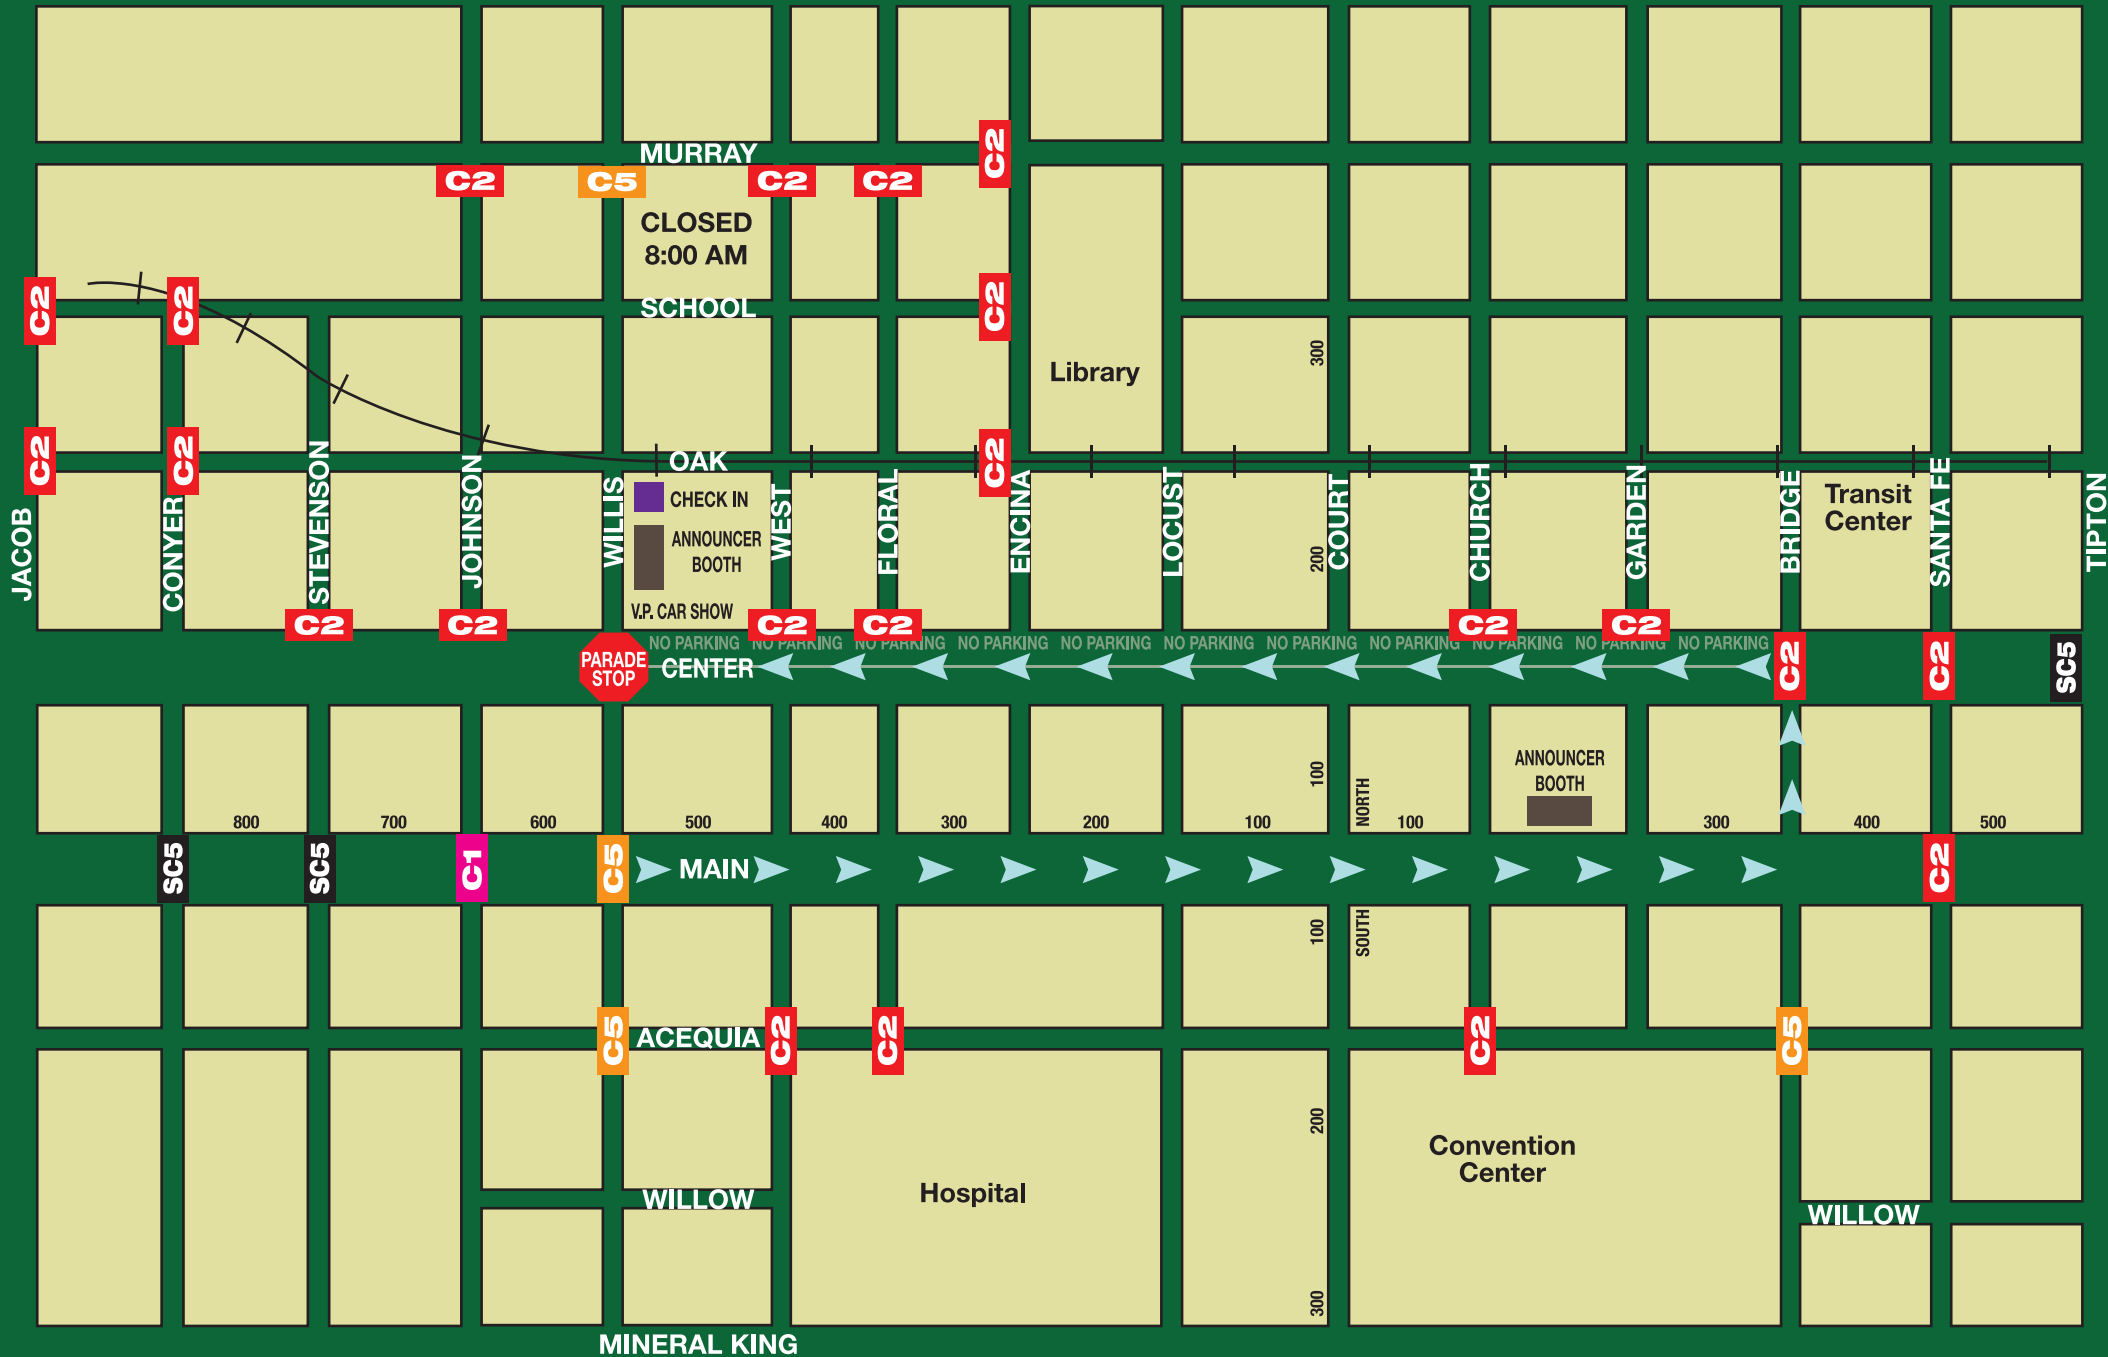 MURRAY
C2
C2
C5
C2
C2
CLOSED
8:00 AM
C2
C2
C2
SCHOOL
300
Library
C2
C2
C2
OAK
JACOB
CONYER
STEVENSON
JOHNSON
WILLIS
CHECK IN
ANNOUNCER
BOOTH
V.P. CAR SHOW
WEST
FLORAL
ENCINA
LOCUST
200
COURT
CHURCH
GARDEN
BRIDGE
Transit
Center
SANTA FE
TIPTON
C2
C2
C2
C2
C2
C2
NO PARKING NO PARKING NO PARKING NO PARKING NO PARKING NO PARKING NO PARKING NO PARKING NO PARKING NO PARKING NO PARKING
PARADE
STOP
CENTER
C2
C2
SC5
100
NORTH
ANNOUNCER
BOOTH
800
700
600
500
400
300
200
100
100
300
400
500
SC5
SC5
C1
C5
MAIN
C2
100
SOUTH
C5
ACEQUIA
C2
C2
C2
C5
200
Convention
Center
Hospital
WILLOW
WILLOW
300
MINERAL KING